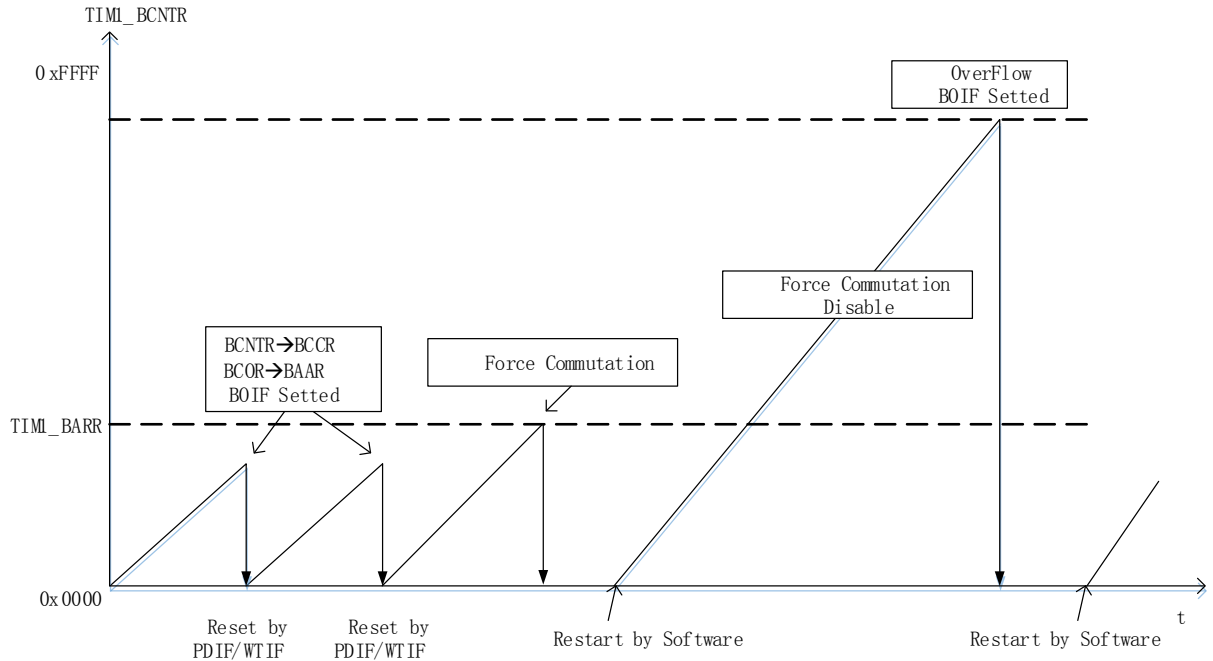 TIM1_BCNTR
0xFFFF
OverFlow
BOIF Setted
Force Commutation
Disable
BCNTR→BCCR
BCOR→BAAR
BOIF Setted
Force Commutation
TIM1_BARR
0x0000
Reset by
PDIF/WTIF
Reset by
PDIF/WTIF
Restart by Software
Restart by Software
t